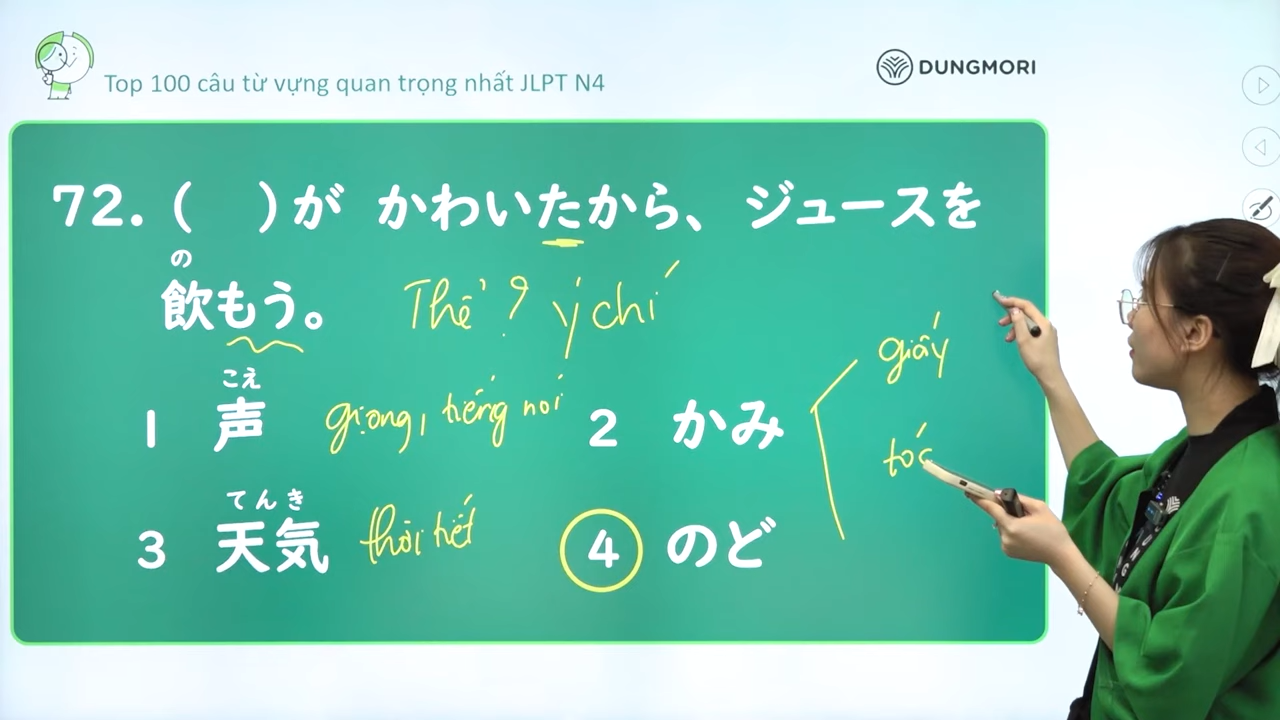 Top 100 câu từ vựng quan trọng nhất JLPT N4
DUNGMORI
72. (　)が かわいたから、ジュースを
の
飲もう。
Thể ? ý chí
こえ
1 声 giọng, tiếng nói 2 かみ
giấy
tóc
てんき
3 天気 thời tiết 4 のど